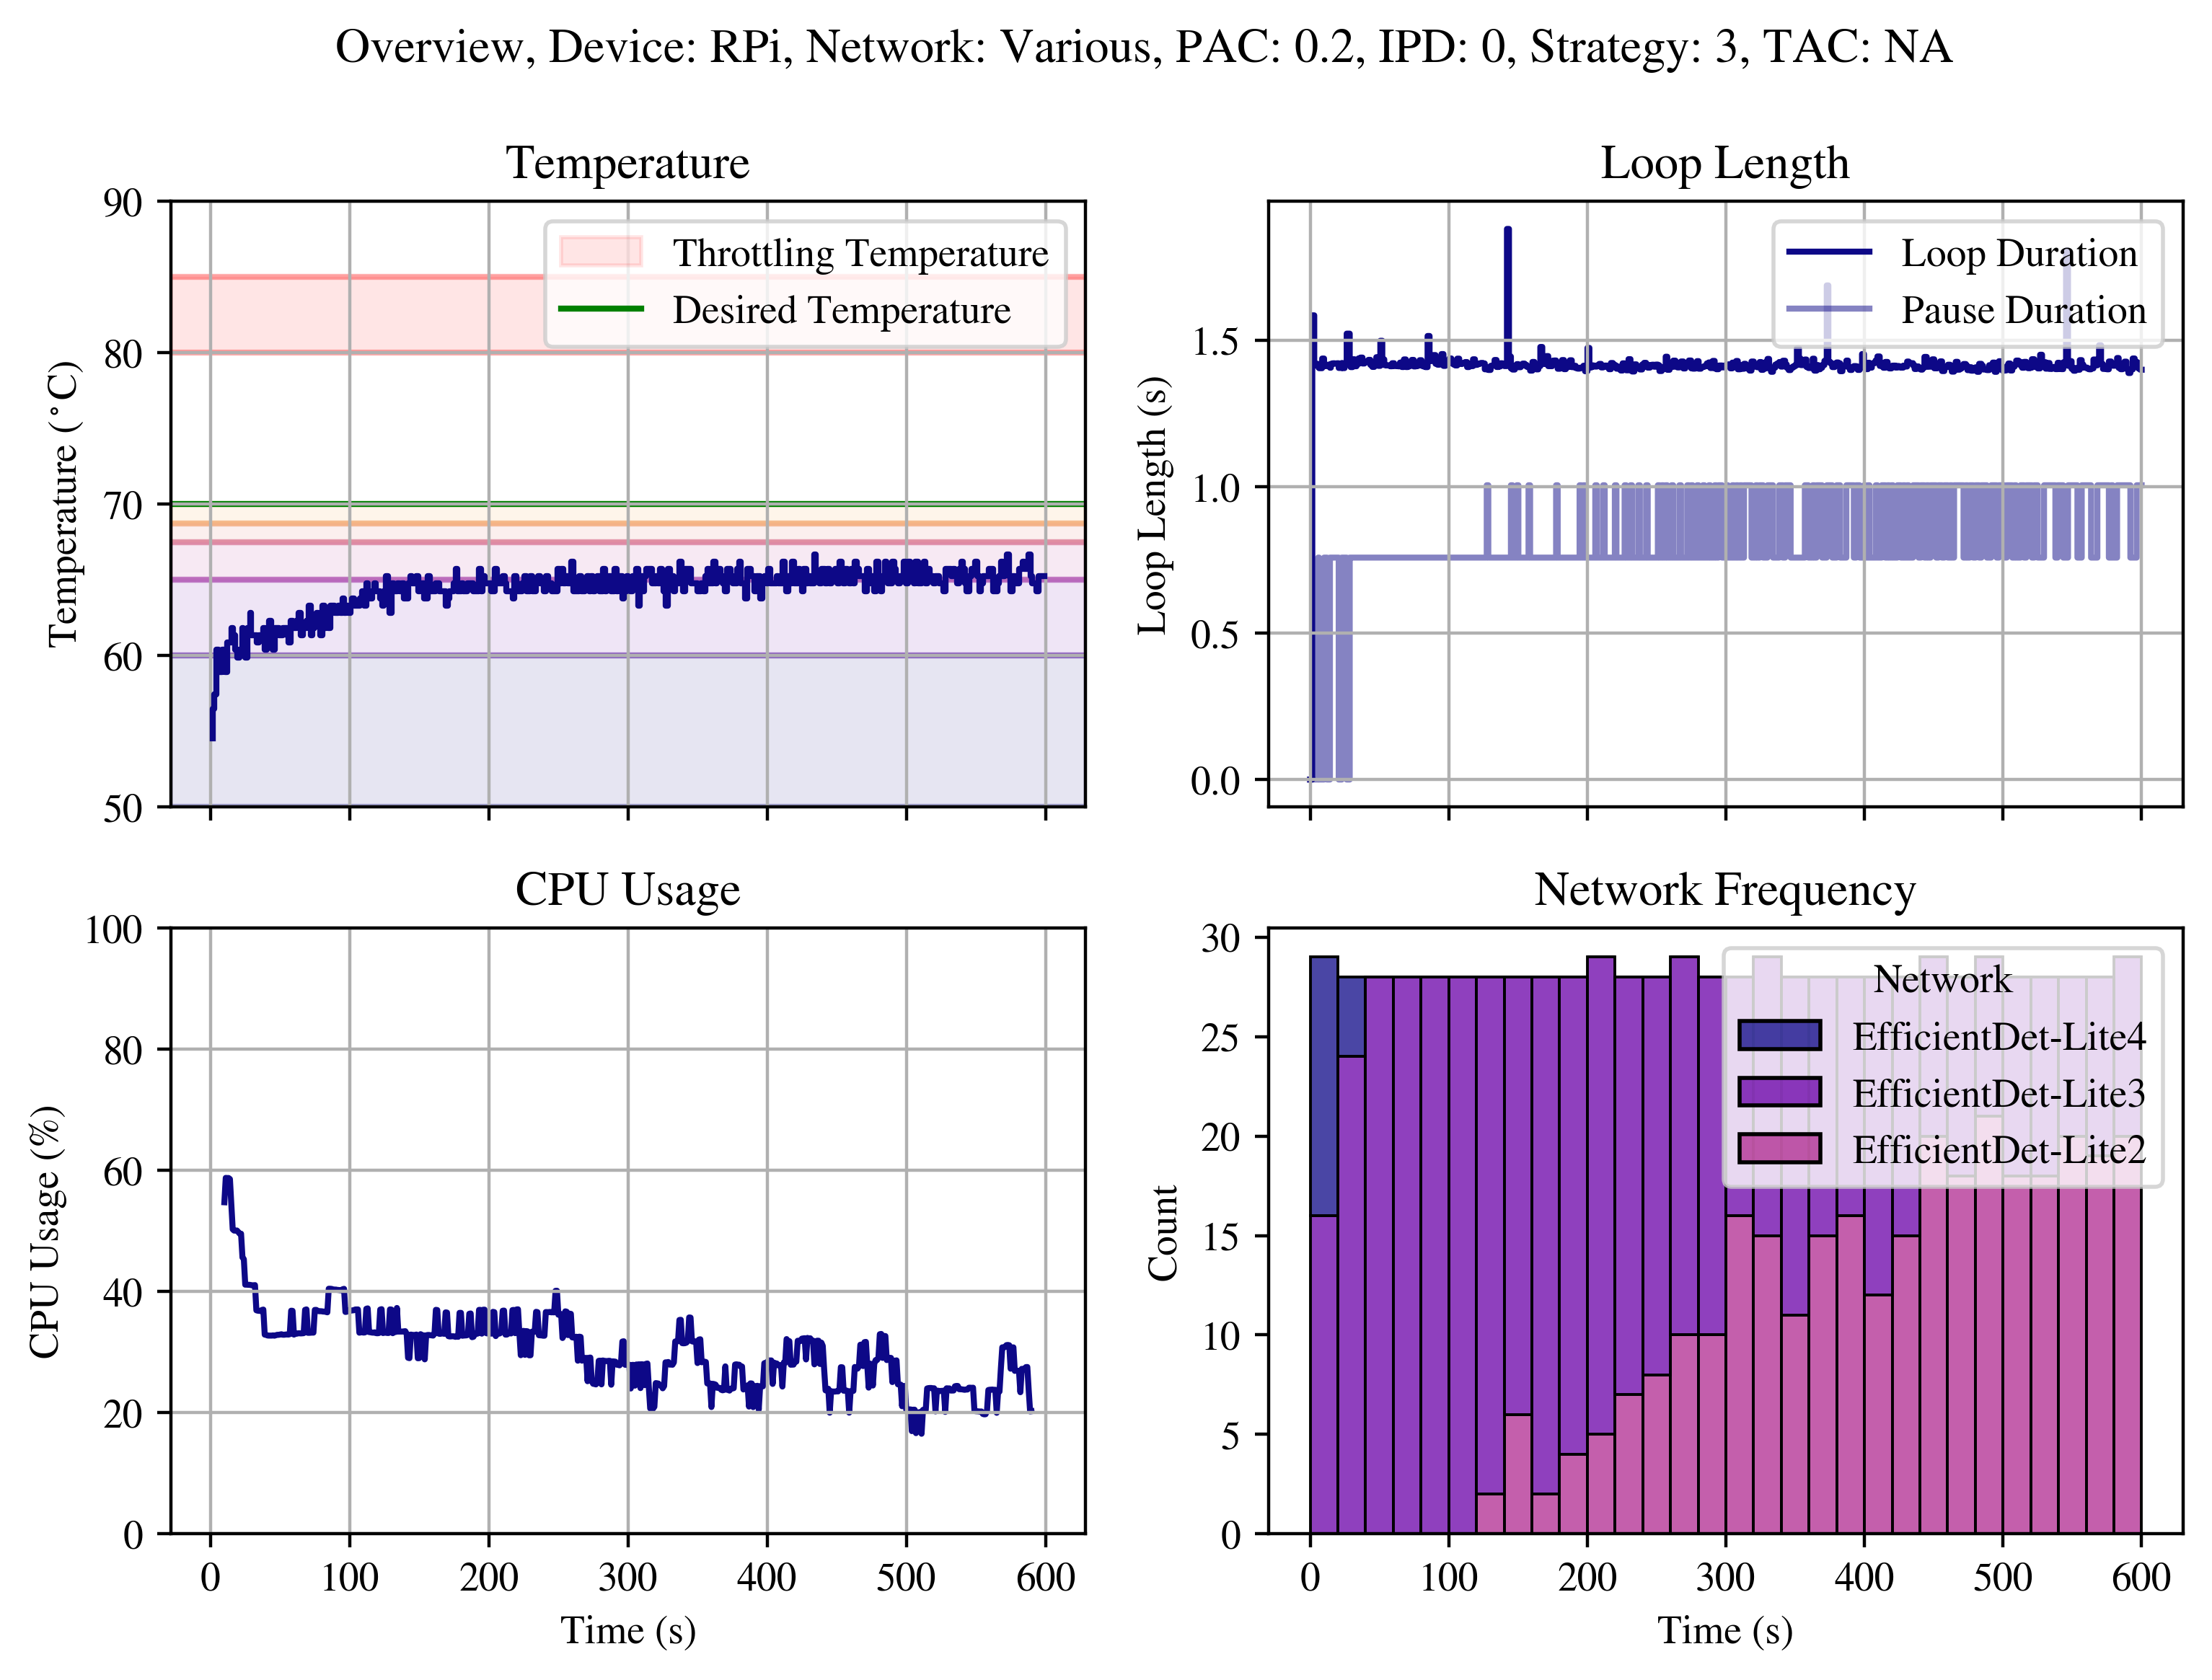 Overview, Device: RPi, Network: Various, PAC: 0.2, IPD: 0, Strategy: 3, TAC: NA
Temperature
90
80
70
60
50
Temperature (°C)
Throttling Temperature
Desired Temperature
Loop Length
1.5
1.0
0.5
0.0
Loop Length (s)
Loop Duration
Pause Duration
CPU Usage
100
80
60
40
20
0
CPU Usage (%)
0 100 200 300 400 500 600
Time (s)
Network Frequency
30
25
20
15
10
5
0
Count
Network
EfficientDet-Lite4
EfficientDet-Lite3
EfficientDet-Lite2
0 100 200 300 400 500 600
Time (s)